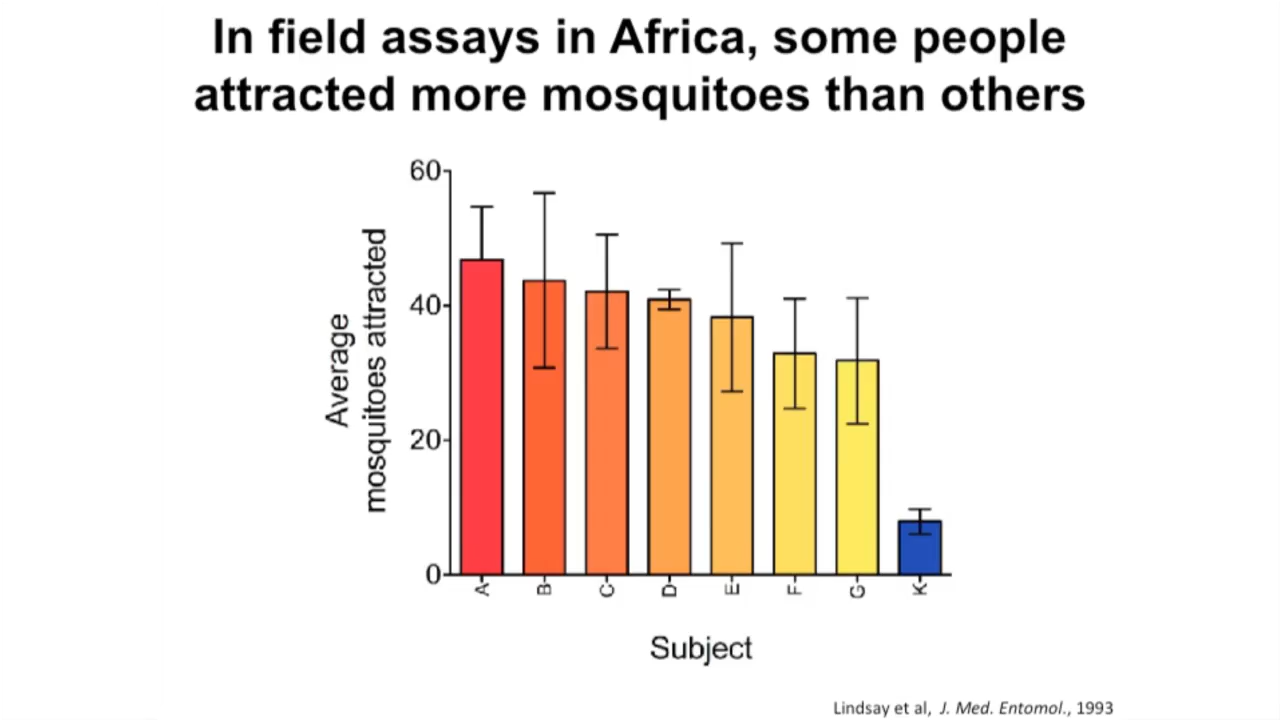 In field assays in Africa, some people
attracted more mosquitoes than others
60
40
20
0
Average
mosquitoes attracted
A
B
C
D
E
F
G
K
Subject
Lindsay et al, J. Med. Entomol., 1993